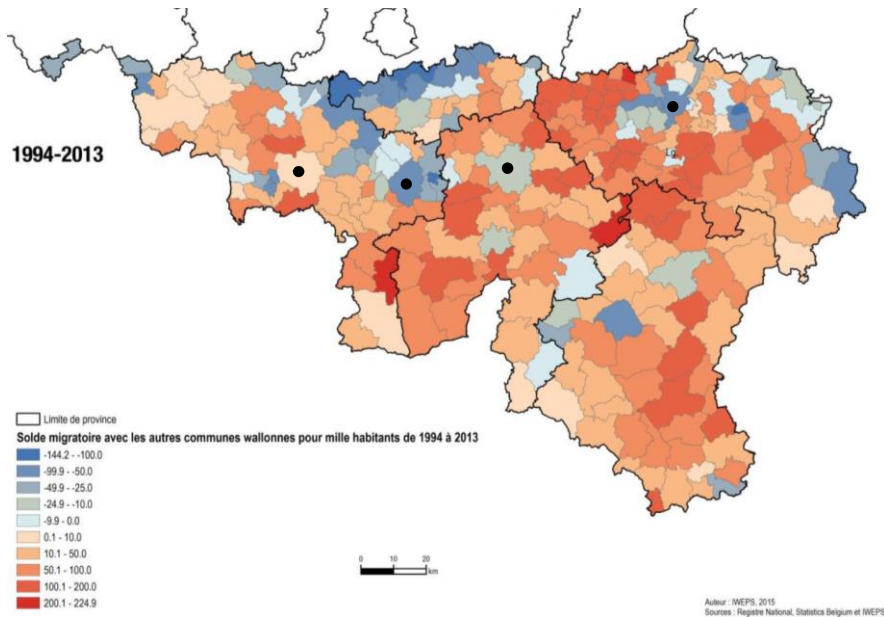 1994-2013
Limite de province
Solde migratoire avec les autres communes wallonnes pour mille habitants de 1994 à 2013
-144.2 - -100.0
-99.9 - -50.0
-49.9 - -25.0
-24.9 - -10.0
-9.9 - 0.0
0.1 - 10.0
10.1 - 50.0
50.1 - 100.0
100.1 - 200.0
200.1 - 224.9
0 10 20
km
Auteur : IWEPS, 2015
Sources : Registre National, Statistics Belgium et IWEPS